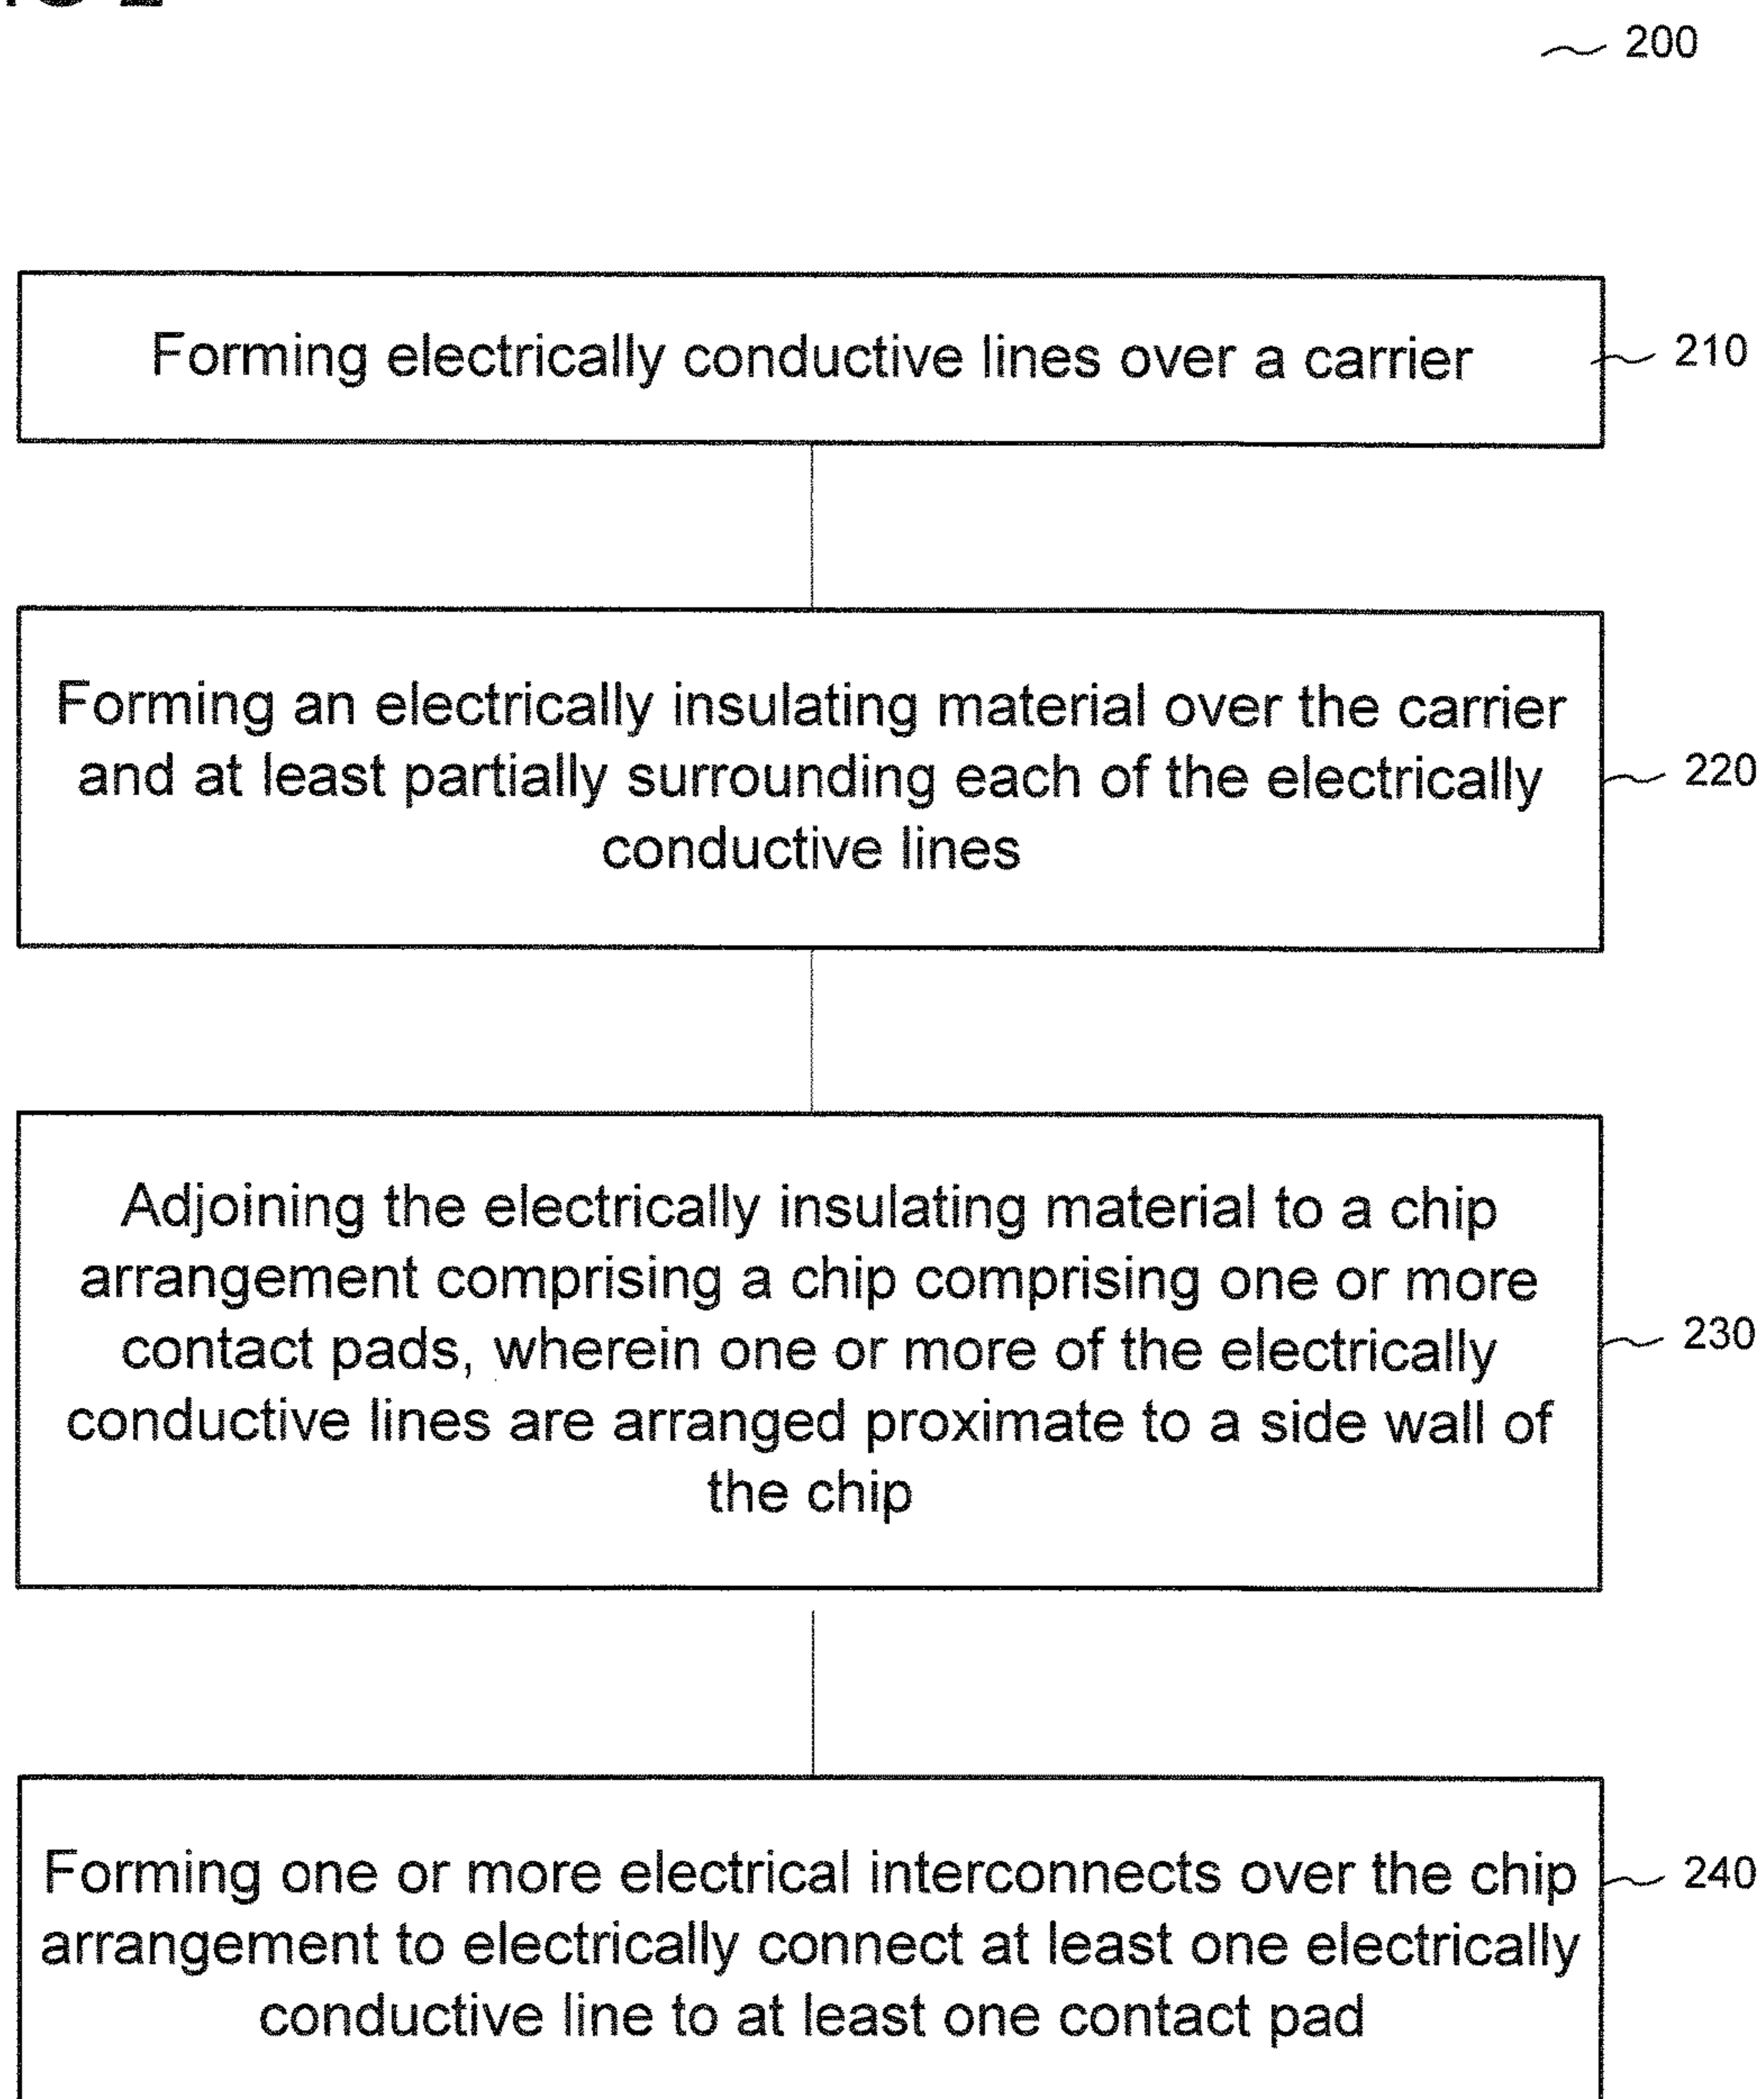 200
Forming electrically conductive lines over a carrier
210
Forming an electrically insulating material over the carrier
and at least partially surrounding each of the electrically
conductive lines
220
Adjoining the electrically insulating material to a chip
arrangement comprising a chip comprising one or more
contact pads, wherein one or more of the electrically
conductive lines are arranged proximate to a side wall of
the chip
230
Forming one or more electrical interconnects over the chip
arrangement to electrically connect at least one electrically
conductive line to at least one contact pad
240